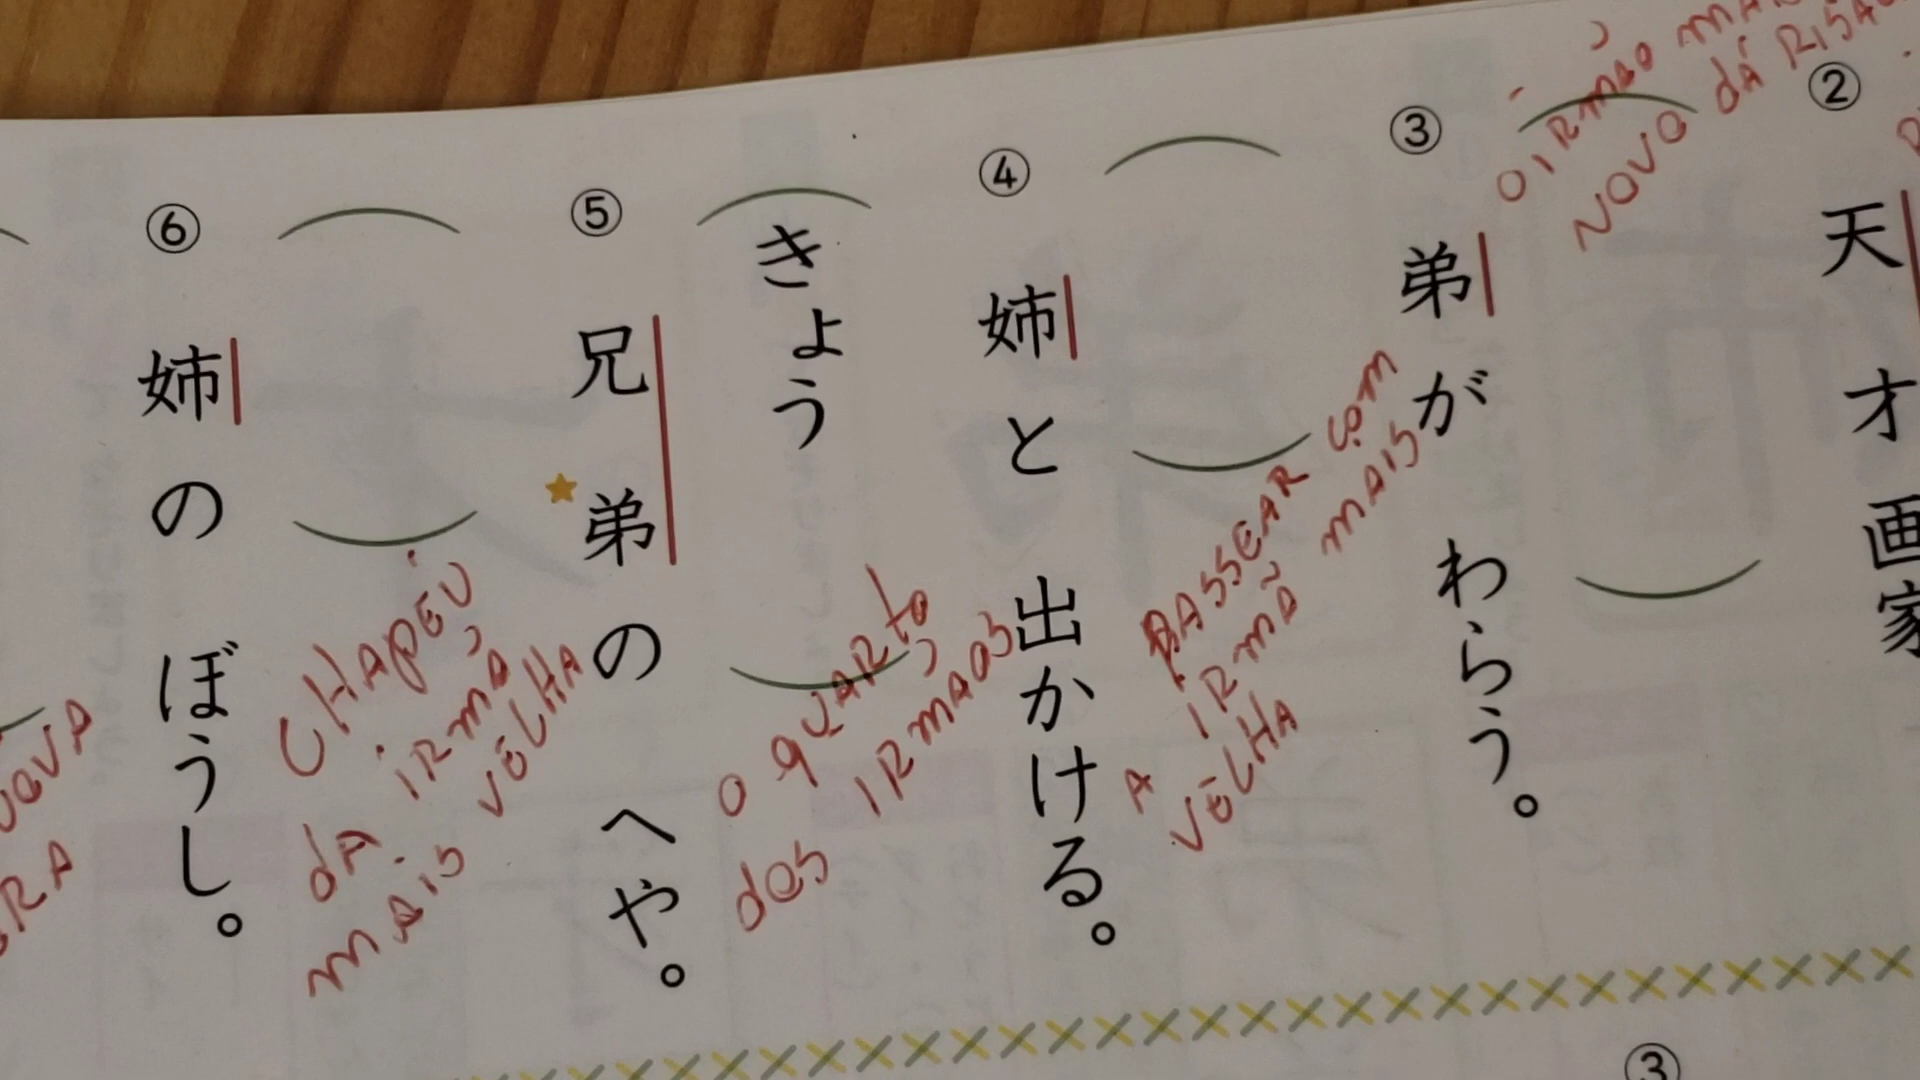 ②
天才画家
③
弟が わらう。
O IRMÃO MAIS
NOVO dÁ RISADA
④
姉と 出かける。
PASSEAR COM
A IRMÃ MAIS
VELHA
⑤
きょう
兄弟の へや。
O QUARTO
dOS IRMAOS
⑥
姉の ぼうし。
CHAPÉU
dA IRMÃ
MAIS VELHA
③